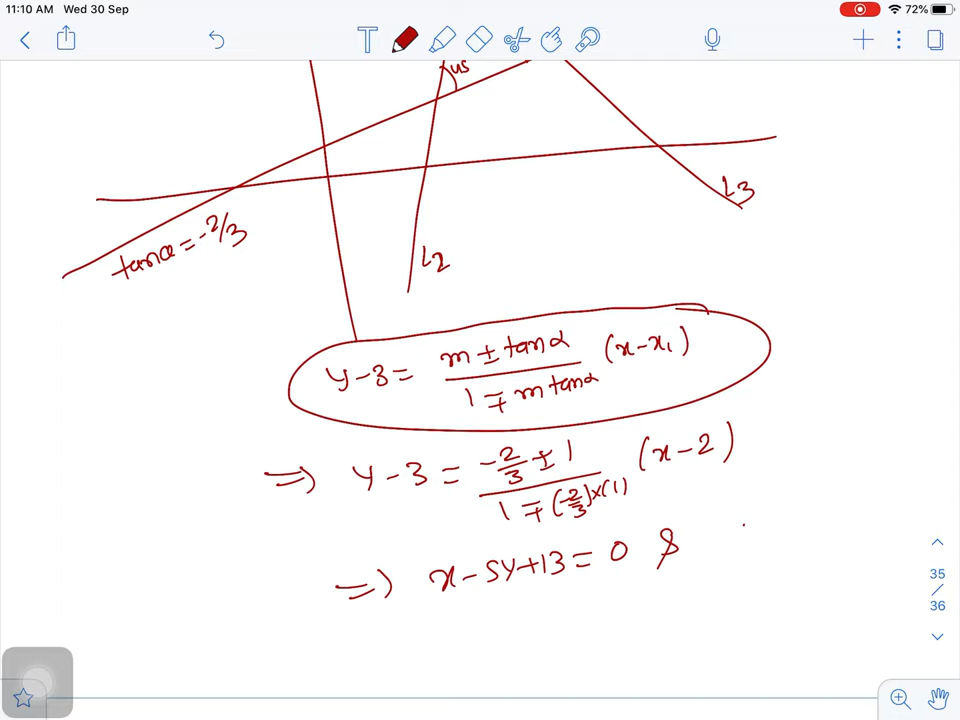 11:10 AM Wed 30 Sep
72%
T
45
L3
tanα = -2/3
L2
y-3 = m ± tanα / 1 ∓ m tanα (x-x₁)
=> y-3 = -2/3 ± 1 / 1 ∓ (-2/3)×(1) (x-2)
=> x-5y+13=0 &
35
/
36